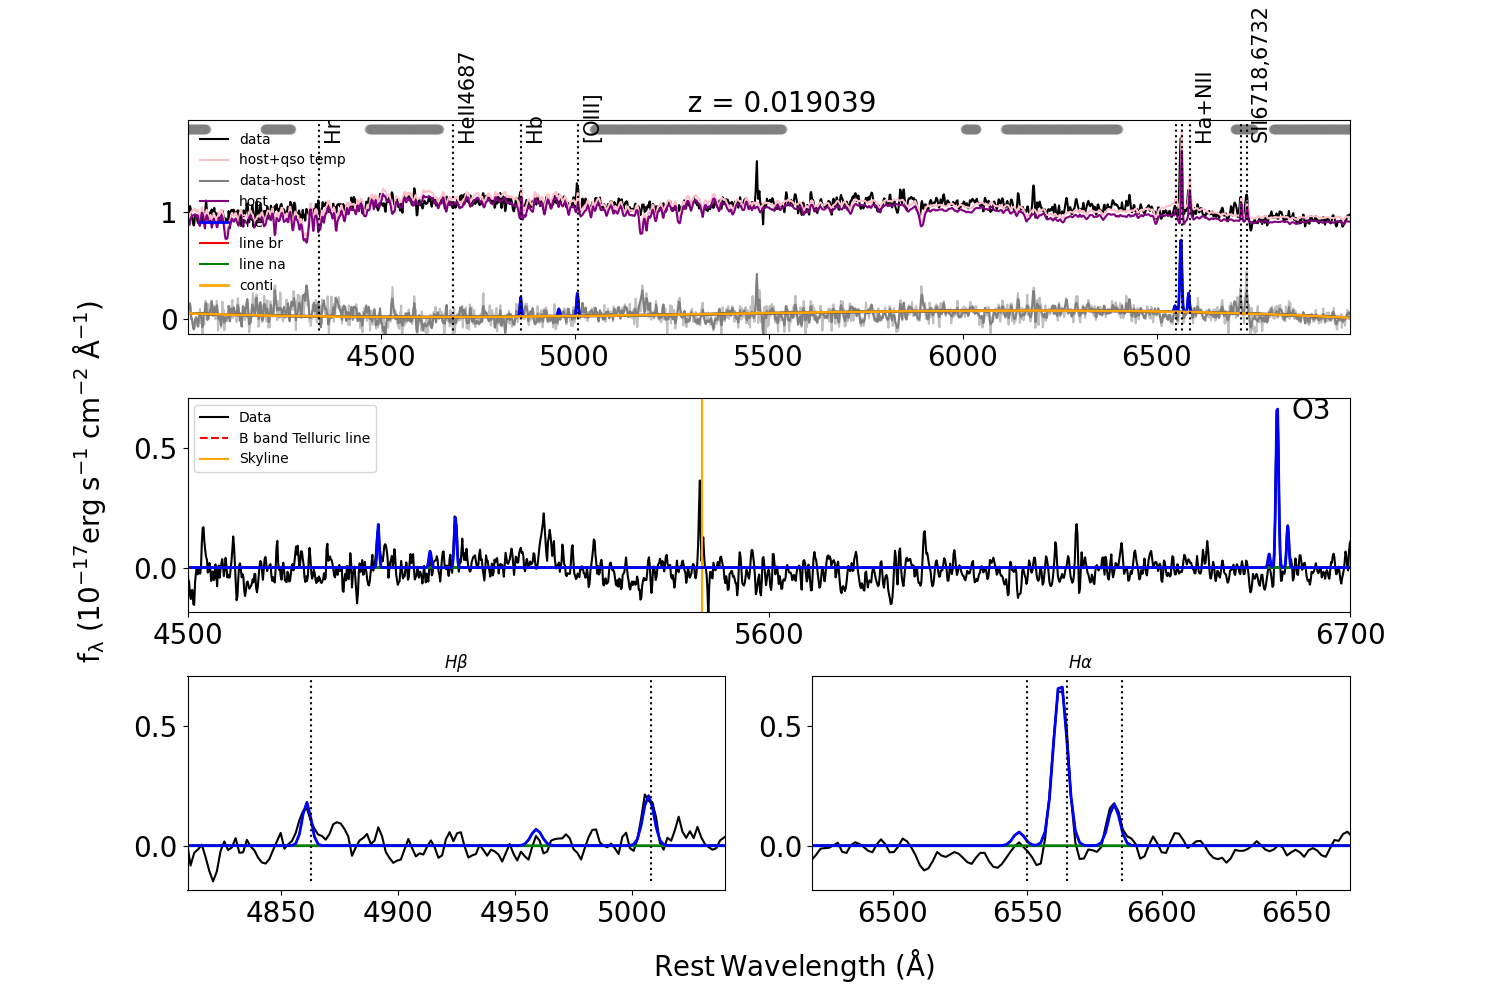 z = 0.019039
Hr
HeII4687
Hb
[OIII]
Ha+NII
SII6718,6732
data
host+qso temp
data-host
host
line
line br
line na
conti
1
0
4500
5000
5500
6000
6500
fλ (10⁻¹⁷erg s⁻¹ cm⁻² Å⁻¹)
Data
B band Telluric line
Skyline
O3
0.5
0.0
4500
5600
6700
Hβ
0.5
0.0
4850
4900
4950
5000
Hα
0.5
0.0
6500
6550
6600
6650
Rest Wavelength (Å)